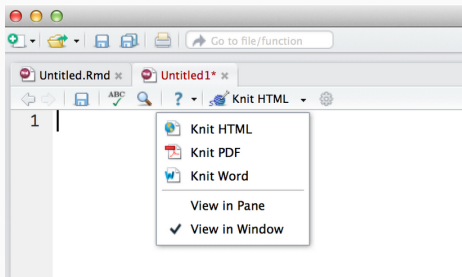 Go to file/function
Untitled.Rmd Untitled1*
ABC ? Knit HTML
1
Knit HTML
Knit PDF
Knit Word
View in Pane
View in Window